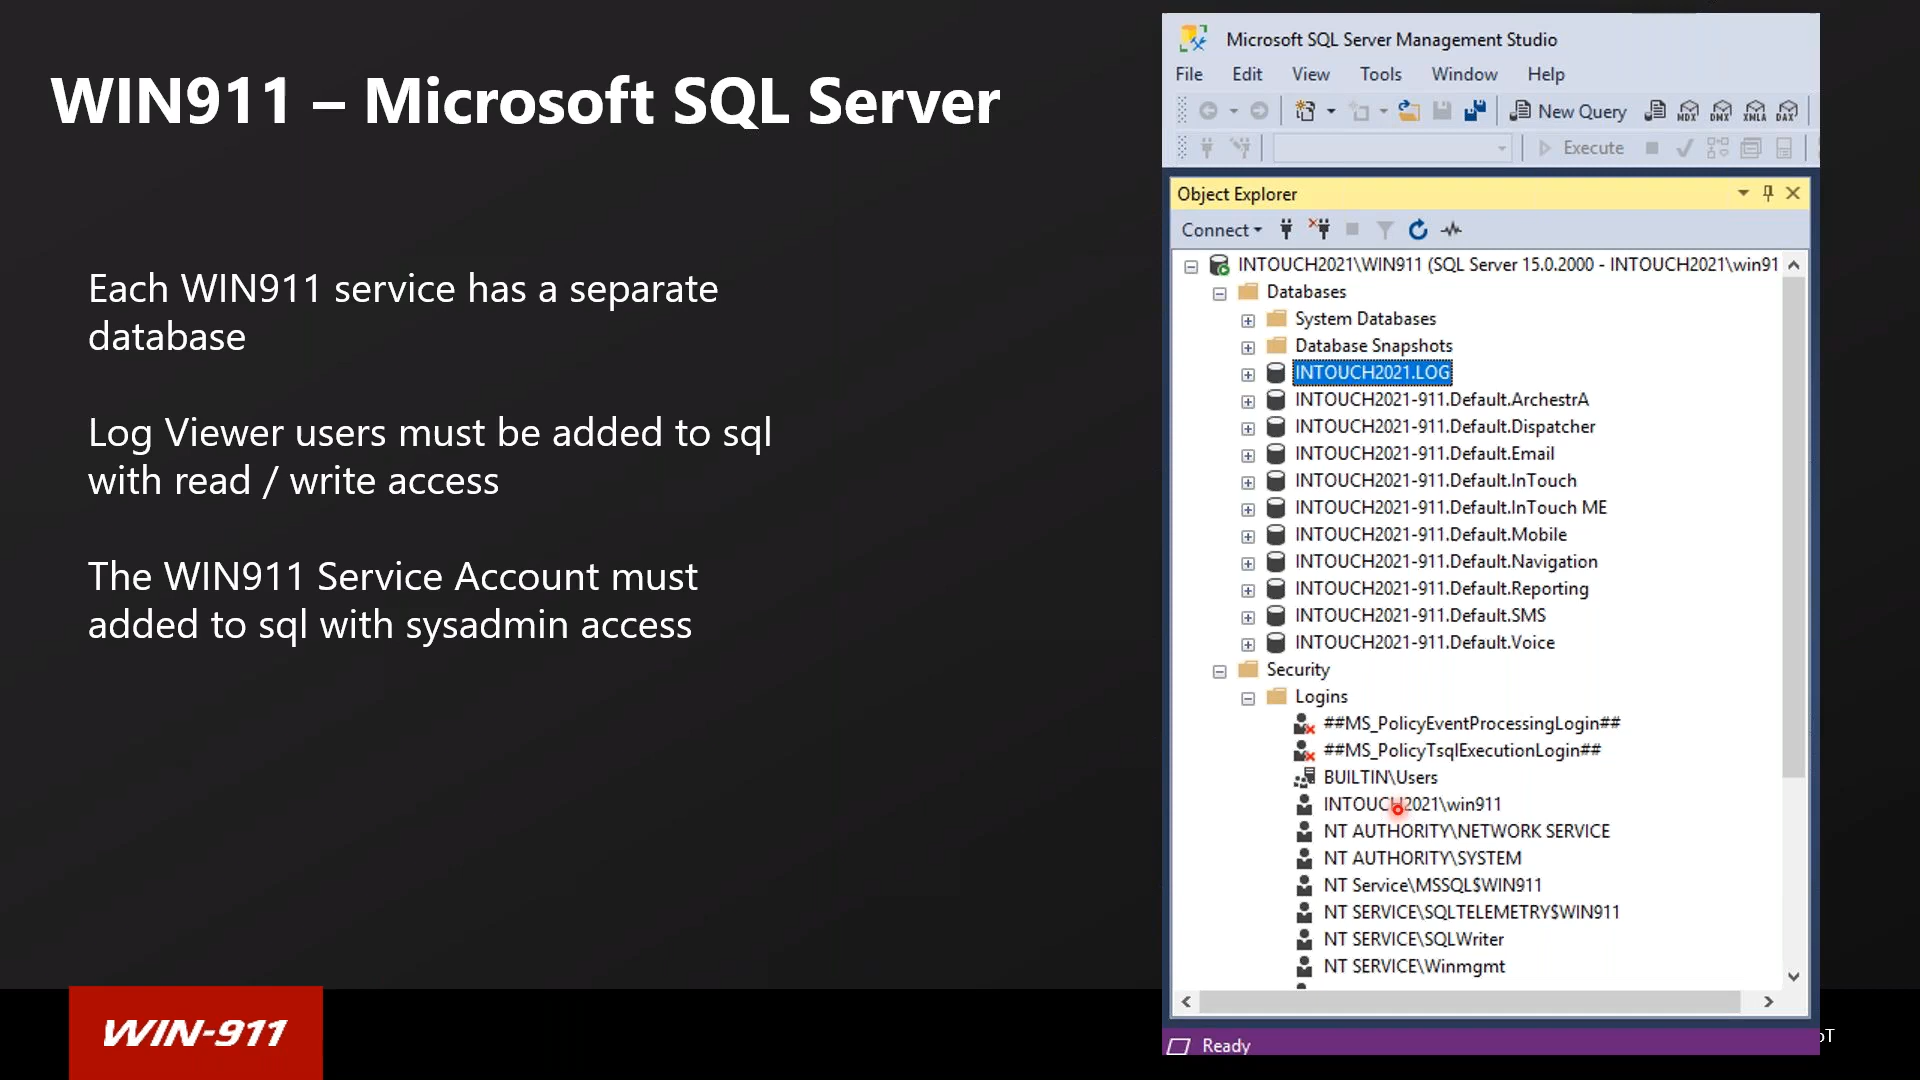 WIN911 – Microsoft SQL Server
Each WIN911 service has a separate
database
Log Viewer users must be added to sql
with read / write access
The WIN911 Service Account must
added to sql with sysadmin access
WIN-911
Microsoft SQL Server Management Studio
File Edit View Tools Window Help
New Query MDX DMX XMLA DAX
Execute
Object Explorer
Connect
INTOUCH2021\WIN911 (SQL Server 15.0.2000 - INTOUCH2021\win91
Databases
System Databases
Database Snapshots
INTOUCH2021.LOG
INTOUCH2021-911.Default.ArchestrA
INTOUCH2021-911.Default.Dispatcher
INTOUCH2021-911.Default.Email
INTOUCH2021-911.Default.InTouch
INTOUCH2021-911.Default.InTouch ME
INTOUCH2021-911.Default.Mobile
INTOUCH2021-911.Default.Navigation
INTOUCH2021-911.Default.Reporting
INTOUCH2021-911.Default.SMS
INTOUCH2021-911.Default.Voice
Security
Logins
##MS_PolicyEventProcessingLogin##
##MS_PolicyTsqlExecutionLogin##
BUILTIN\Users
INTOUCH2021\win911
NT AUTHORITY\NETWORK SERVICE
NT AUTHORITY\SYSTEM
NT Service\MSSQL$WIN911
NT SERVICE\SQLTELEMETRY$WIN911
NT SERVICE\SQLWriter
NT SERVICE\Winmgmt
Ready